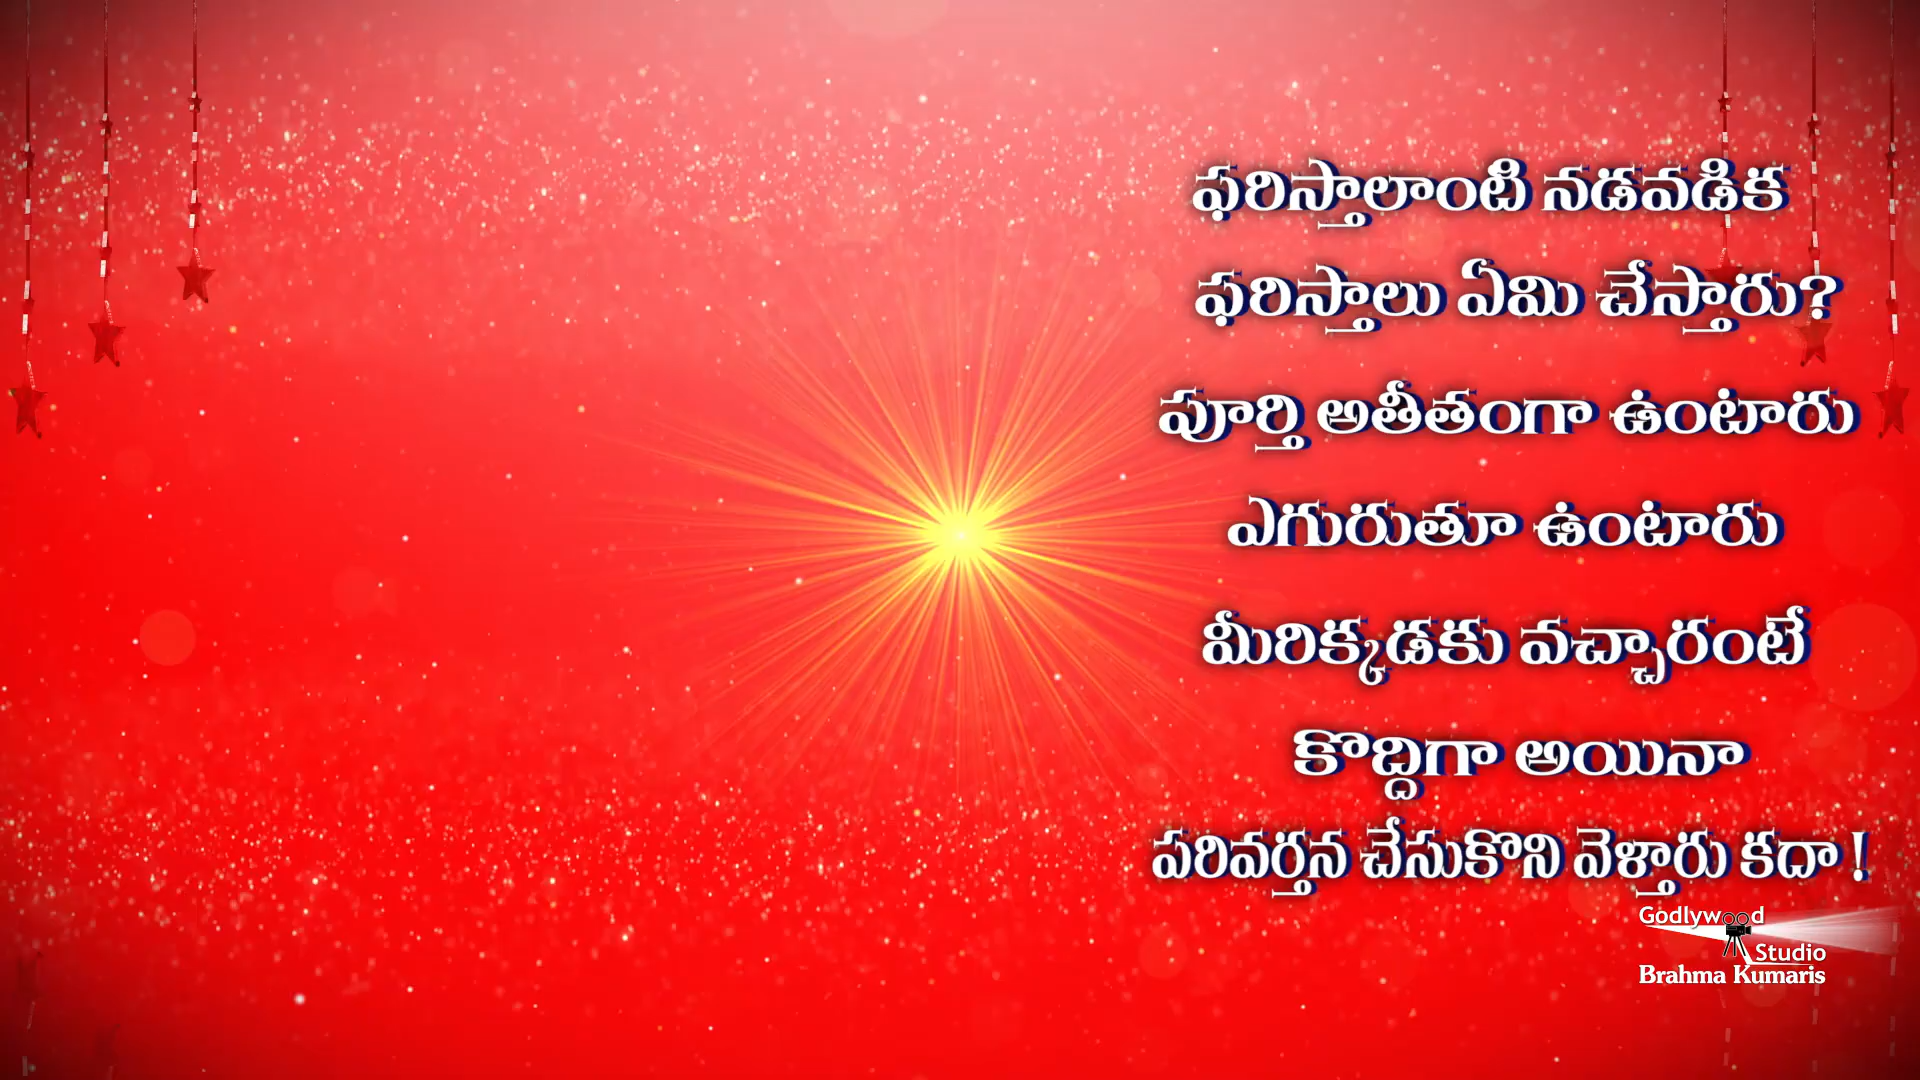 ఫరిస్తాలాంటి నడవడిక
ఫరిస్తాలు ఏమి చేస్తారు?
పూర్తి అతీతంగా ఉంటారు
ఎగురుతూ ఉంటారు
మీరిక్కడకు వచ్చారంటే
కొద్దిగా అయినా
పరివర్తన చేసుకొని వెళ్తారు కదా !
Godlywood
Studio
Brahma Kumaris